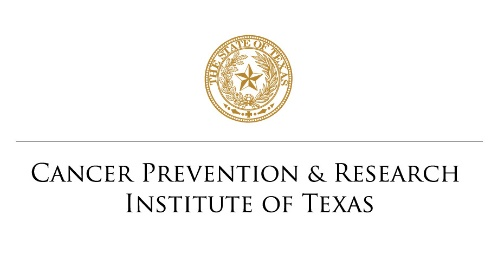 THE STATE OF TEXAS
CANCER PREVENTION & RESEARCH
INSTITUTE OF TEXAS